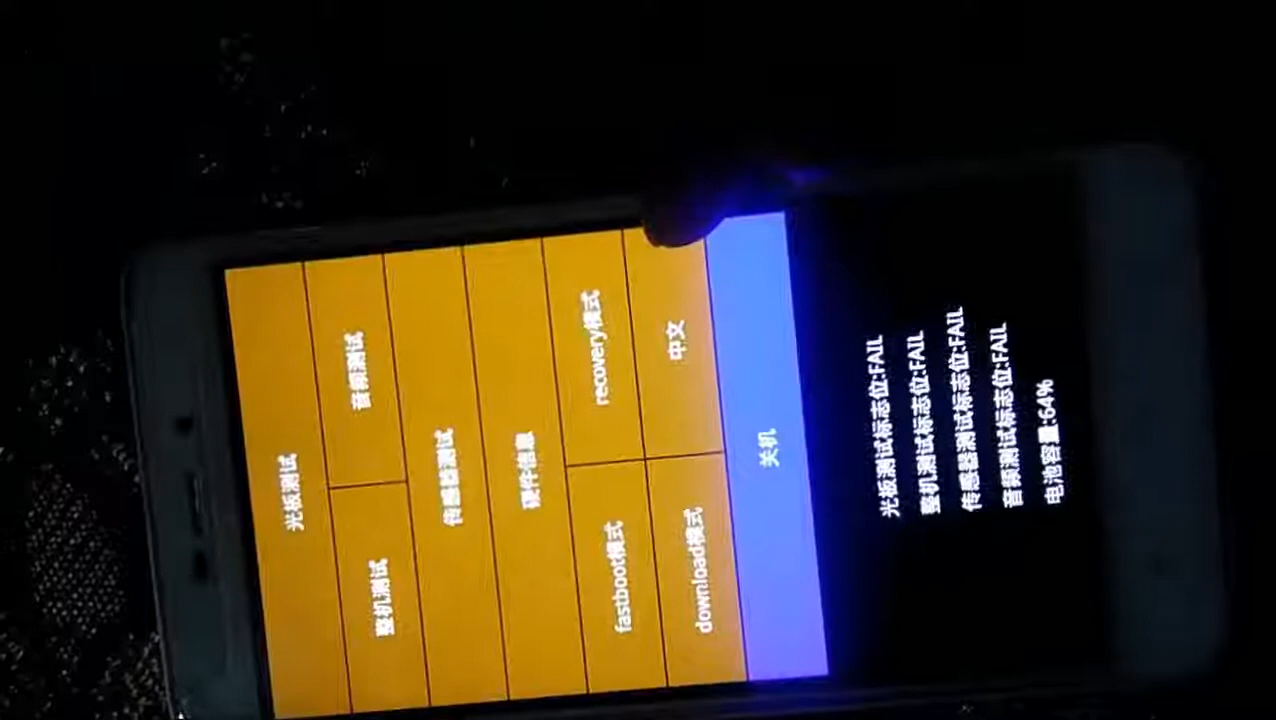 光板测试
整机测试
音频测试
传感器测试
硬件信息
fastboot模式
recovery模式
download模式
中文
关机
光板测试标志位:FAIL
整机测试标志位:FAIL
传感器测试标志位:FAIL
音频测试标志位:FAIL
电池容量:64%